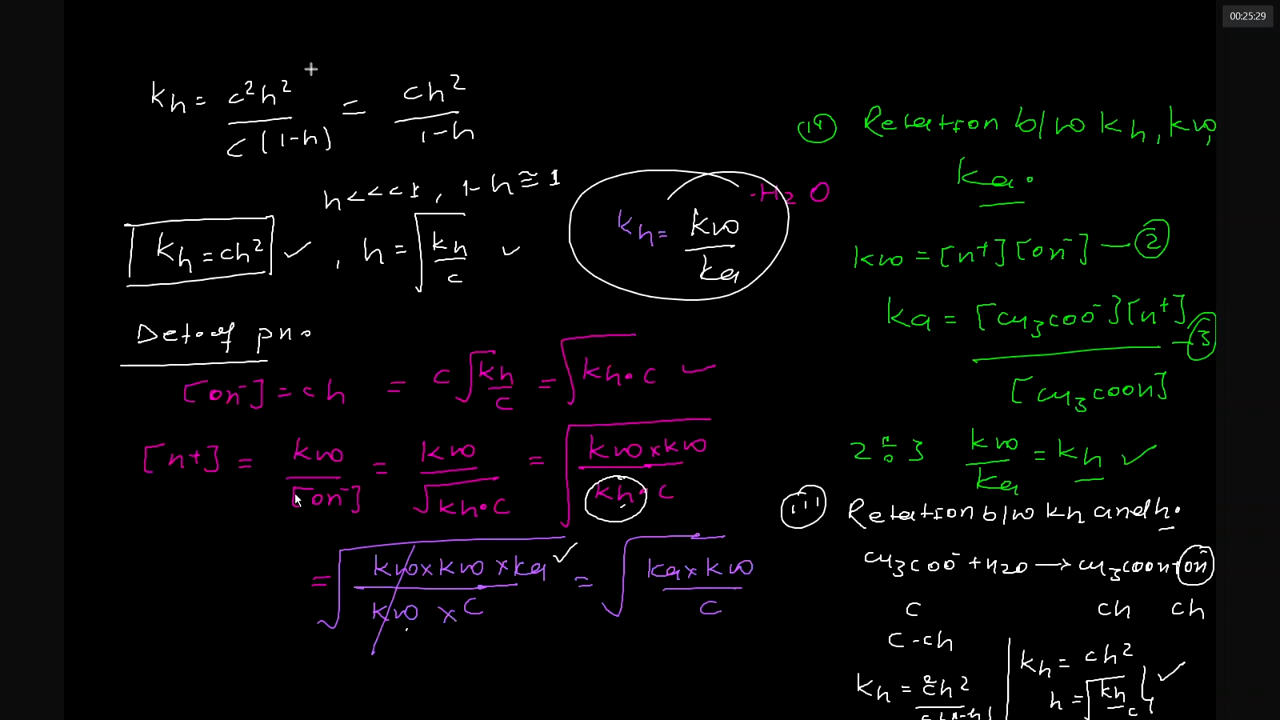 00:25:29
kh = c²h² / c(1-h) = ch² / 1-h
h <<< 1, 1-h ≅ 1
kh = ch² ✓, h = √(kh / c) ✓
kh = kw / ka
H2O
Det of pH.
[OH⁻] = ch = c√(kh / c) = √(kh·c) ✓
[H+] = kw / [OH⁻] = kw / √(kh·c) = √(kw×kw / kh·c)
= √(kw×kw×ka / kw×c) ✓ = √(ka×kw / c)
(ii) Relation b/w kh, kw,
ka.
kw = [H+][OH⁻] — (2)
ka = [CH3COO⁻][H+] / [CH3COOH] — (3)
2 ÷ 3 kw / ka = kh ✓
(iii) Relation b/w kh and h.
CH3COO⁻ + H2O → CH3COOH + OH⁻
c ch ch
c-ch
kh = c²h² / c(1-h)
kh = ch² ✓
h = √(kh / c)